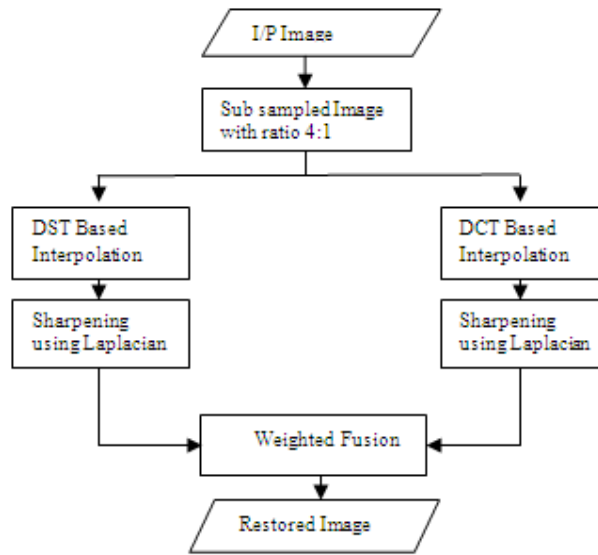 I/P Image
Sub sampled Image
with ratio 4:1
DST Based
Interpolation
DCT Based
Interpolation
Sharpening
using Laplacian
Sharpening
using Laplacian
Weighted Fusion
Restored Image